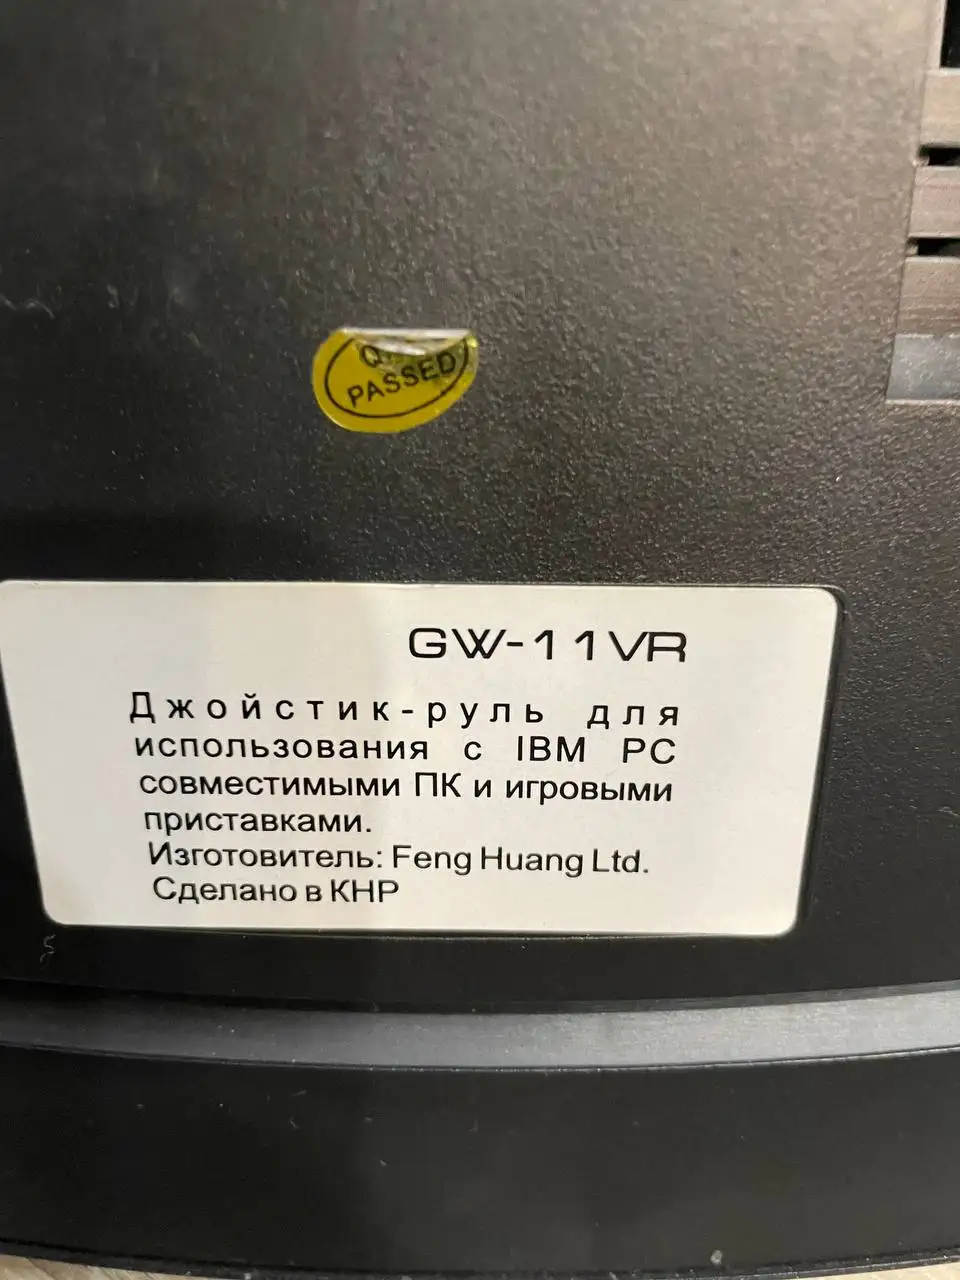 PASSED
GW-11VR
Джойстик-руль для
использования с IBM PC
совместимыми ПК и игровыми
приставками.
Изготовитель: Feng Huang Ltd.
Сделано в КНР